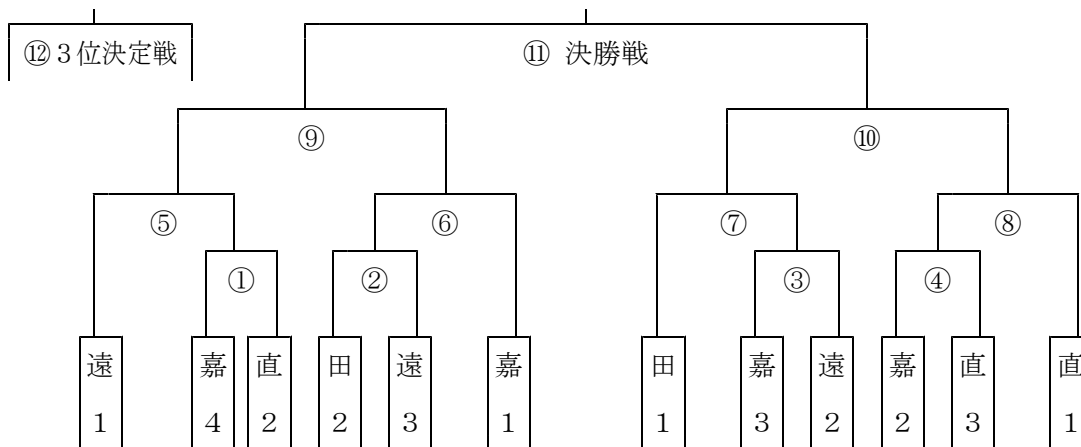 ⑫３位決定戦
⑪ 決勝戦
⑨ ⑩
⑤ ⑥ ⑦ ⑧
① ② ③ ④
遠 嘉 直 田 遠 嘉 田 嘉 遠 嘉 直 直
１ ４ ２ ２ ３ １ １ ３ ２ ２ ３ １